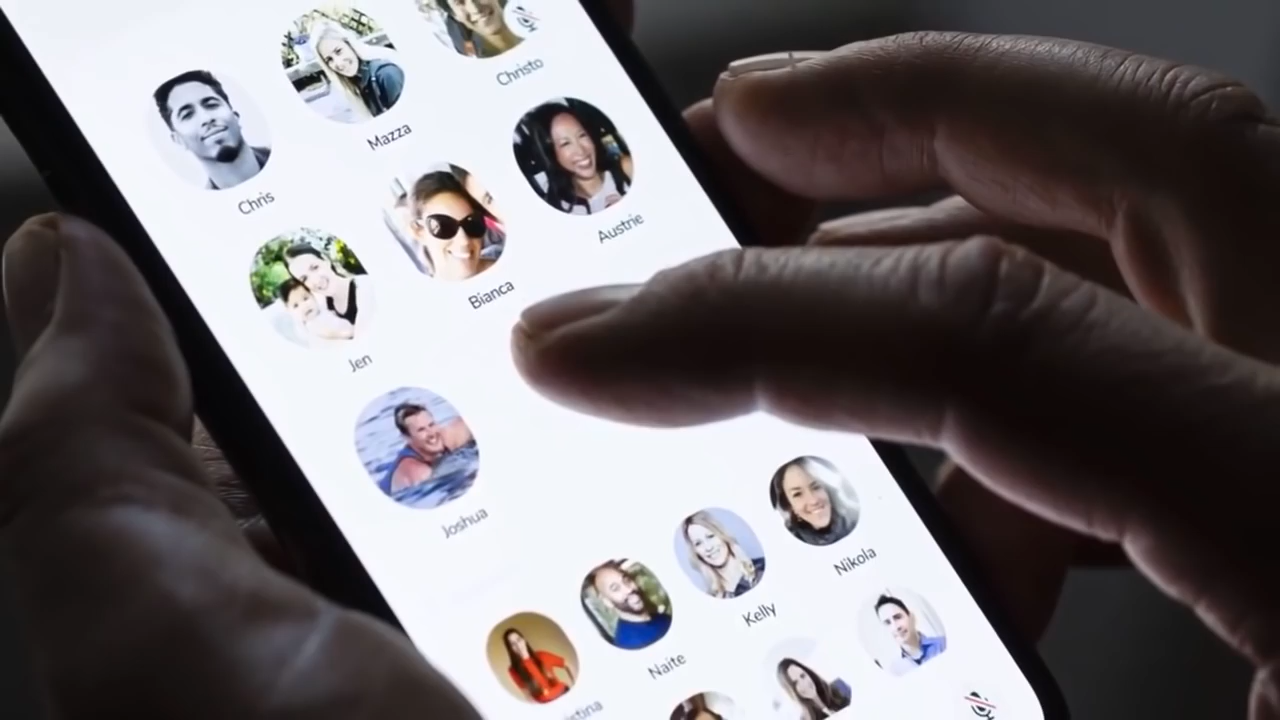 Christo
Mazza
Chris
Austrie
Bianca
Jen
Joshua
Nikola
Kelly
Naite